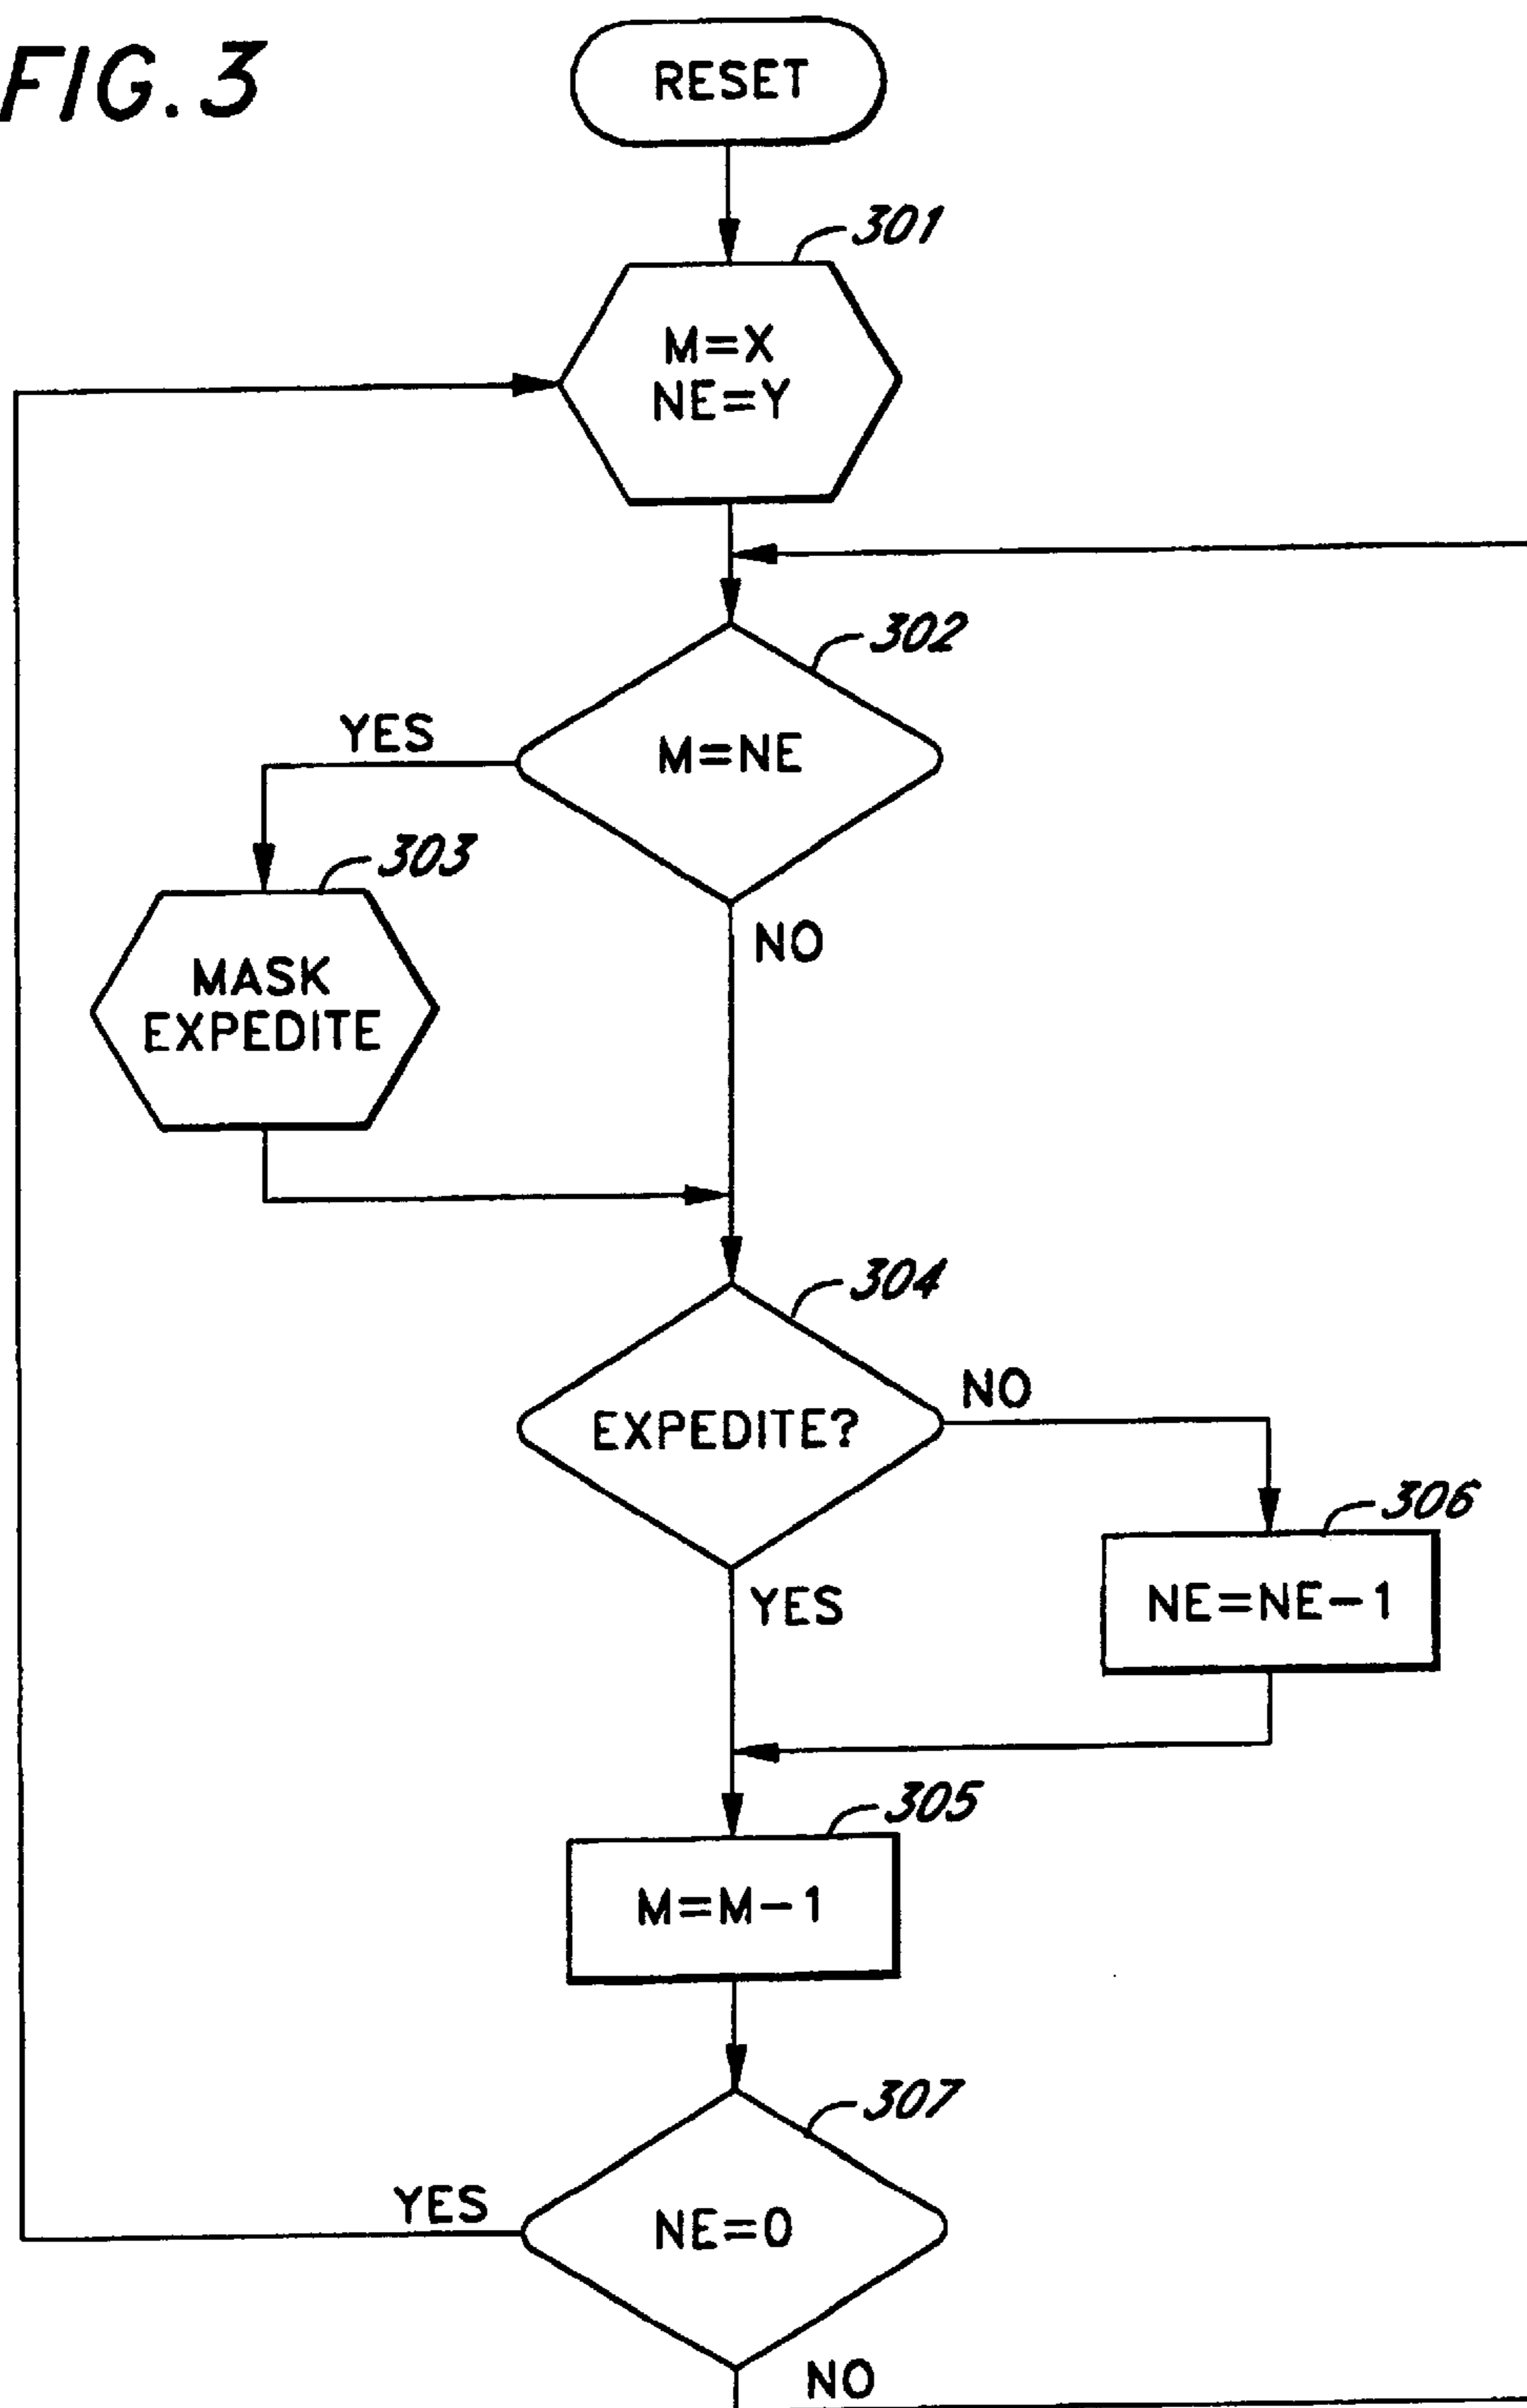 FIG. 3
RESET
301
M=X
NE=Y
302
M=NE
YES
303
NO
MASK
EXPEDITE
304
EXPEDITE?
NO
306
NE=NE-1
YES
305
M=M-1
307
YES
NE=0
NO